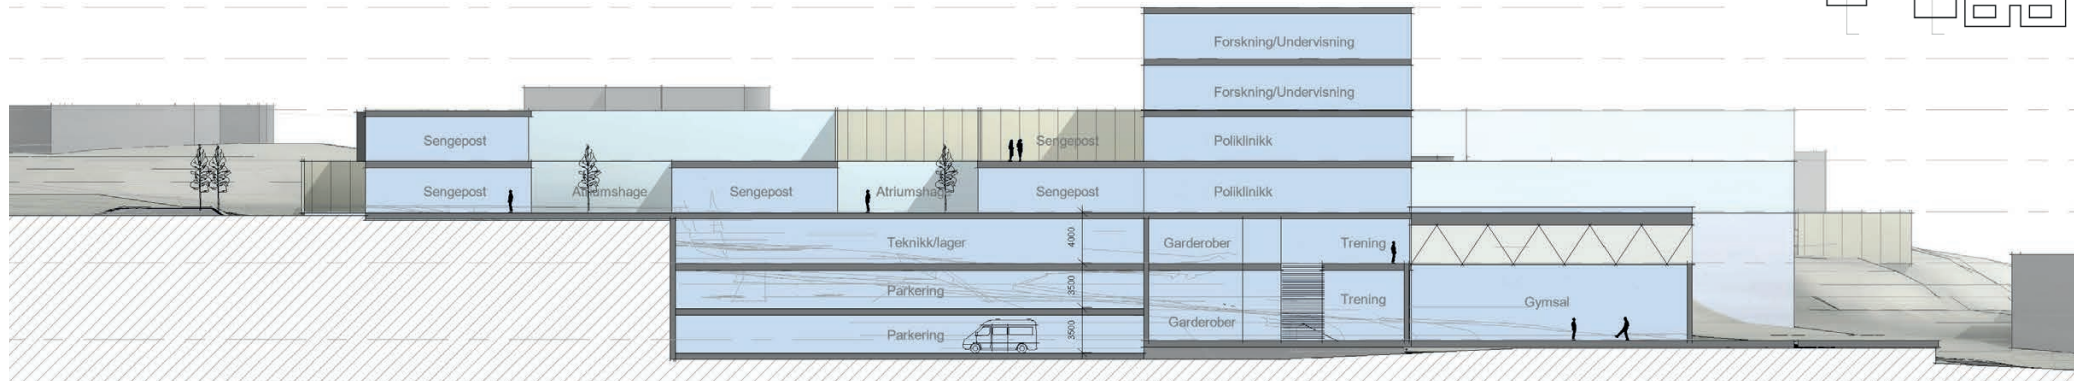 Forskning/Undervisning
Forskning/Undervisning
Sengepost
Sengepost
Poliklinikk
Sengepost
Atriumshage
Sengepost
Atriumshage
Sengepost
Poliklinikk
Teknikk/lager
4000
Garderober
Trening
Parkering
3500
Trening
Gymsal
Parkering
3500
Garderober